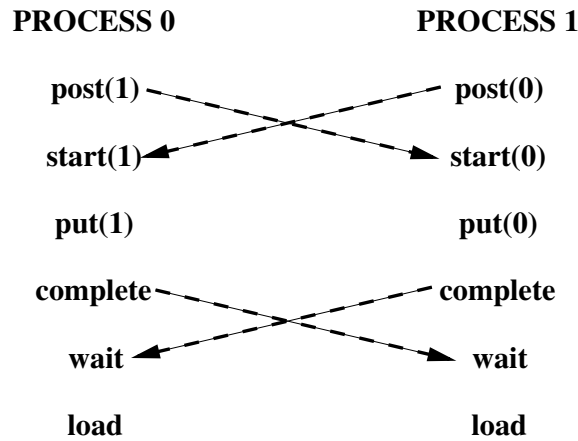 PROCESS 0 PROCESS 1
post(1) post(0)
start(1) start(0)
put(1) put(0)
complete complete
wait wait
load load